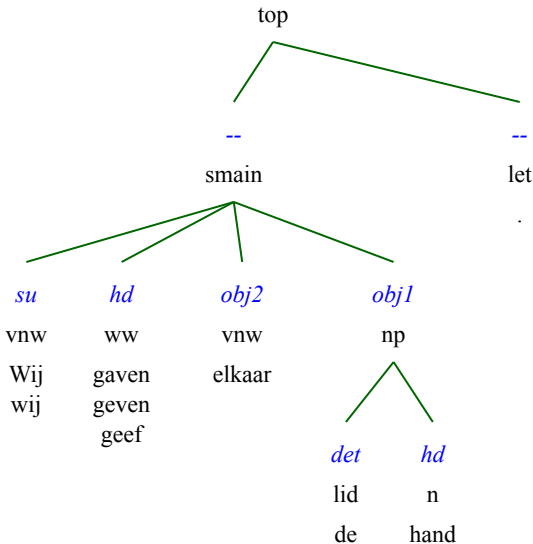 top
-- --
smain let
.
su hd obj2 obj1
vnw ww vnw np
Wij gaven elkaar
wij geven
geef
det hd
lid n
de hand